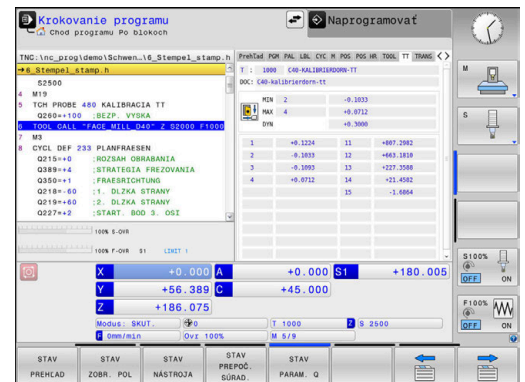 Krokovanie programu
Chod programu Po blokoch
Naprogramovať
TNC:\nc_prog\demo\Schwen…\6_Stempel_stamp.h
→6_Stempel_stamp.h
S2500
4 M19
5 TCH PROBE 480 KALIBRACIA TT
Q260=+100 ;BEZP. VYSKA
6 TOOL CALL "FACE_MILL_D40" Z S2000 F1000
7 M3
8 CYCL DEF 233 PLANFRAESEN
Q215=+0 ;ROZSAH OBRABANIA
Q389=+4 ;STRATEGIA FREZOVANIA
Q350=+1 ;FRAESRICHTUNG
Q218=-60 ;1. DLZKA STRANY
Q219=+60 ;2. DLZKA STRANY
Q227=+2 ;START. BOD 3. OSI
100% S-OVR
100% F-OVR S1 LIMIT 1
Prehľad PGM PAL LBL CYC M POS POS HR TOOL TT TRANS
T : 1000 C40-KALIBRIERDORN-TT
DOC: C40-kalibrierdorn-tt
MIN 2 -0.1033
MAX 4 +0.0712
DYN +0.3000
1 +0.1224 11 +807.2982
2 -0.1033 12 +663.1810
3 -0.1093 13 +227.3588
4 +0.0712 14 +21.4582
15 -1.6864
X +0.000 A +0.000 S1 +180.005
Y +56.389 C +45.000
Z +186.075
Modus: SKUT. 0 T 1000 Z S 2500
F 0mm/min Ovr 100% M 5/9
M
S
S100%
OFF ON
F100%
OFF ON
STAV PREHĽAD
STAV ZOBR. POL
STAV NÁSTROJA
STAV PREPOČ. SÚRAD.
STAV PARAM. Q